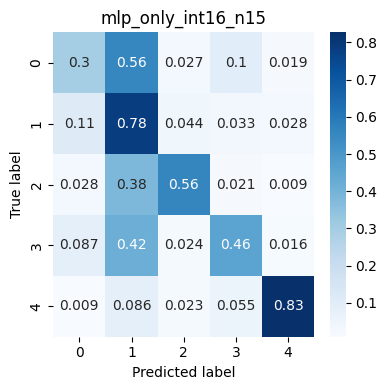 mlp_only_int16_n15
0 0.3 0.56 0.027 0.1 0.019
1 0.11 0.78 0.044 0.033 0.028
2 0.028 0.38 0.56 0.021 0.009
3 0.087 0.42 0.024 0.46 0.016
4 0.009 0.086 0.023 0.055 0.83
0 1 2 3 4
True label
Predicted label
0.8
0.7
0.6
0.5
0.4
0.3
0.2
0.1